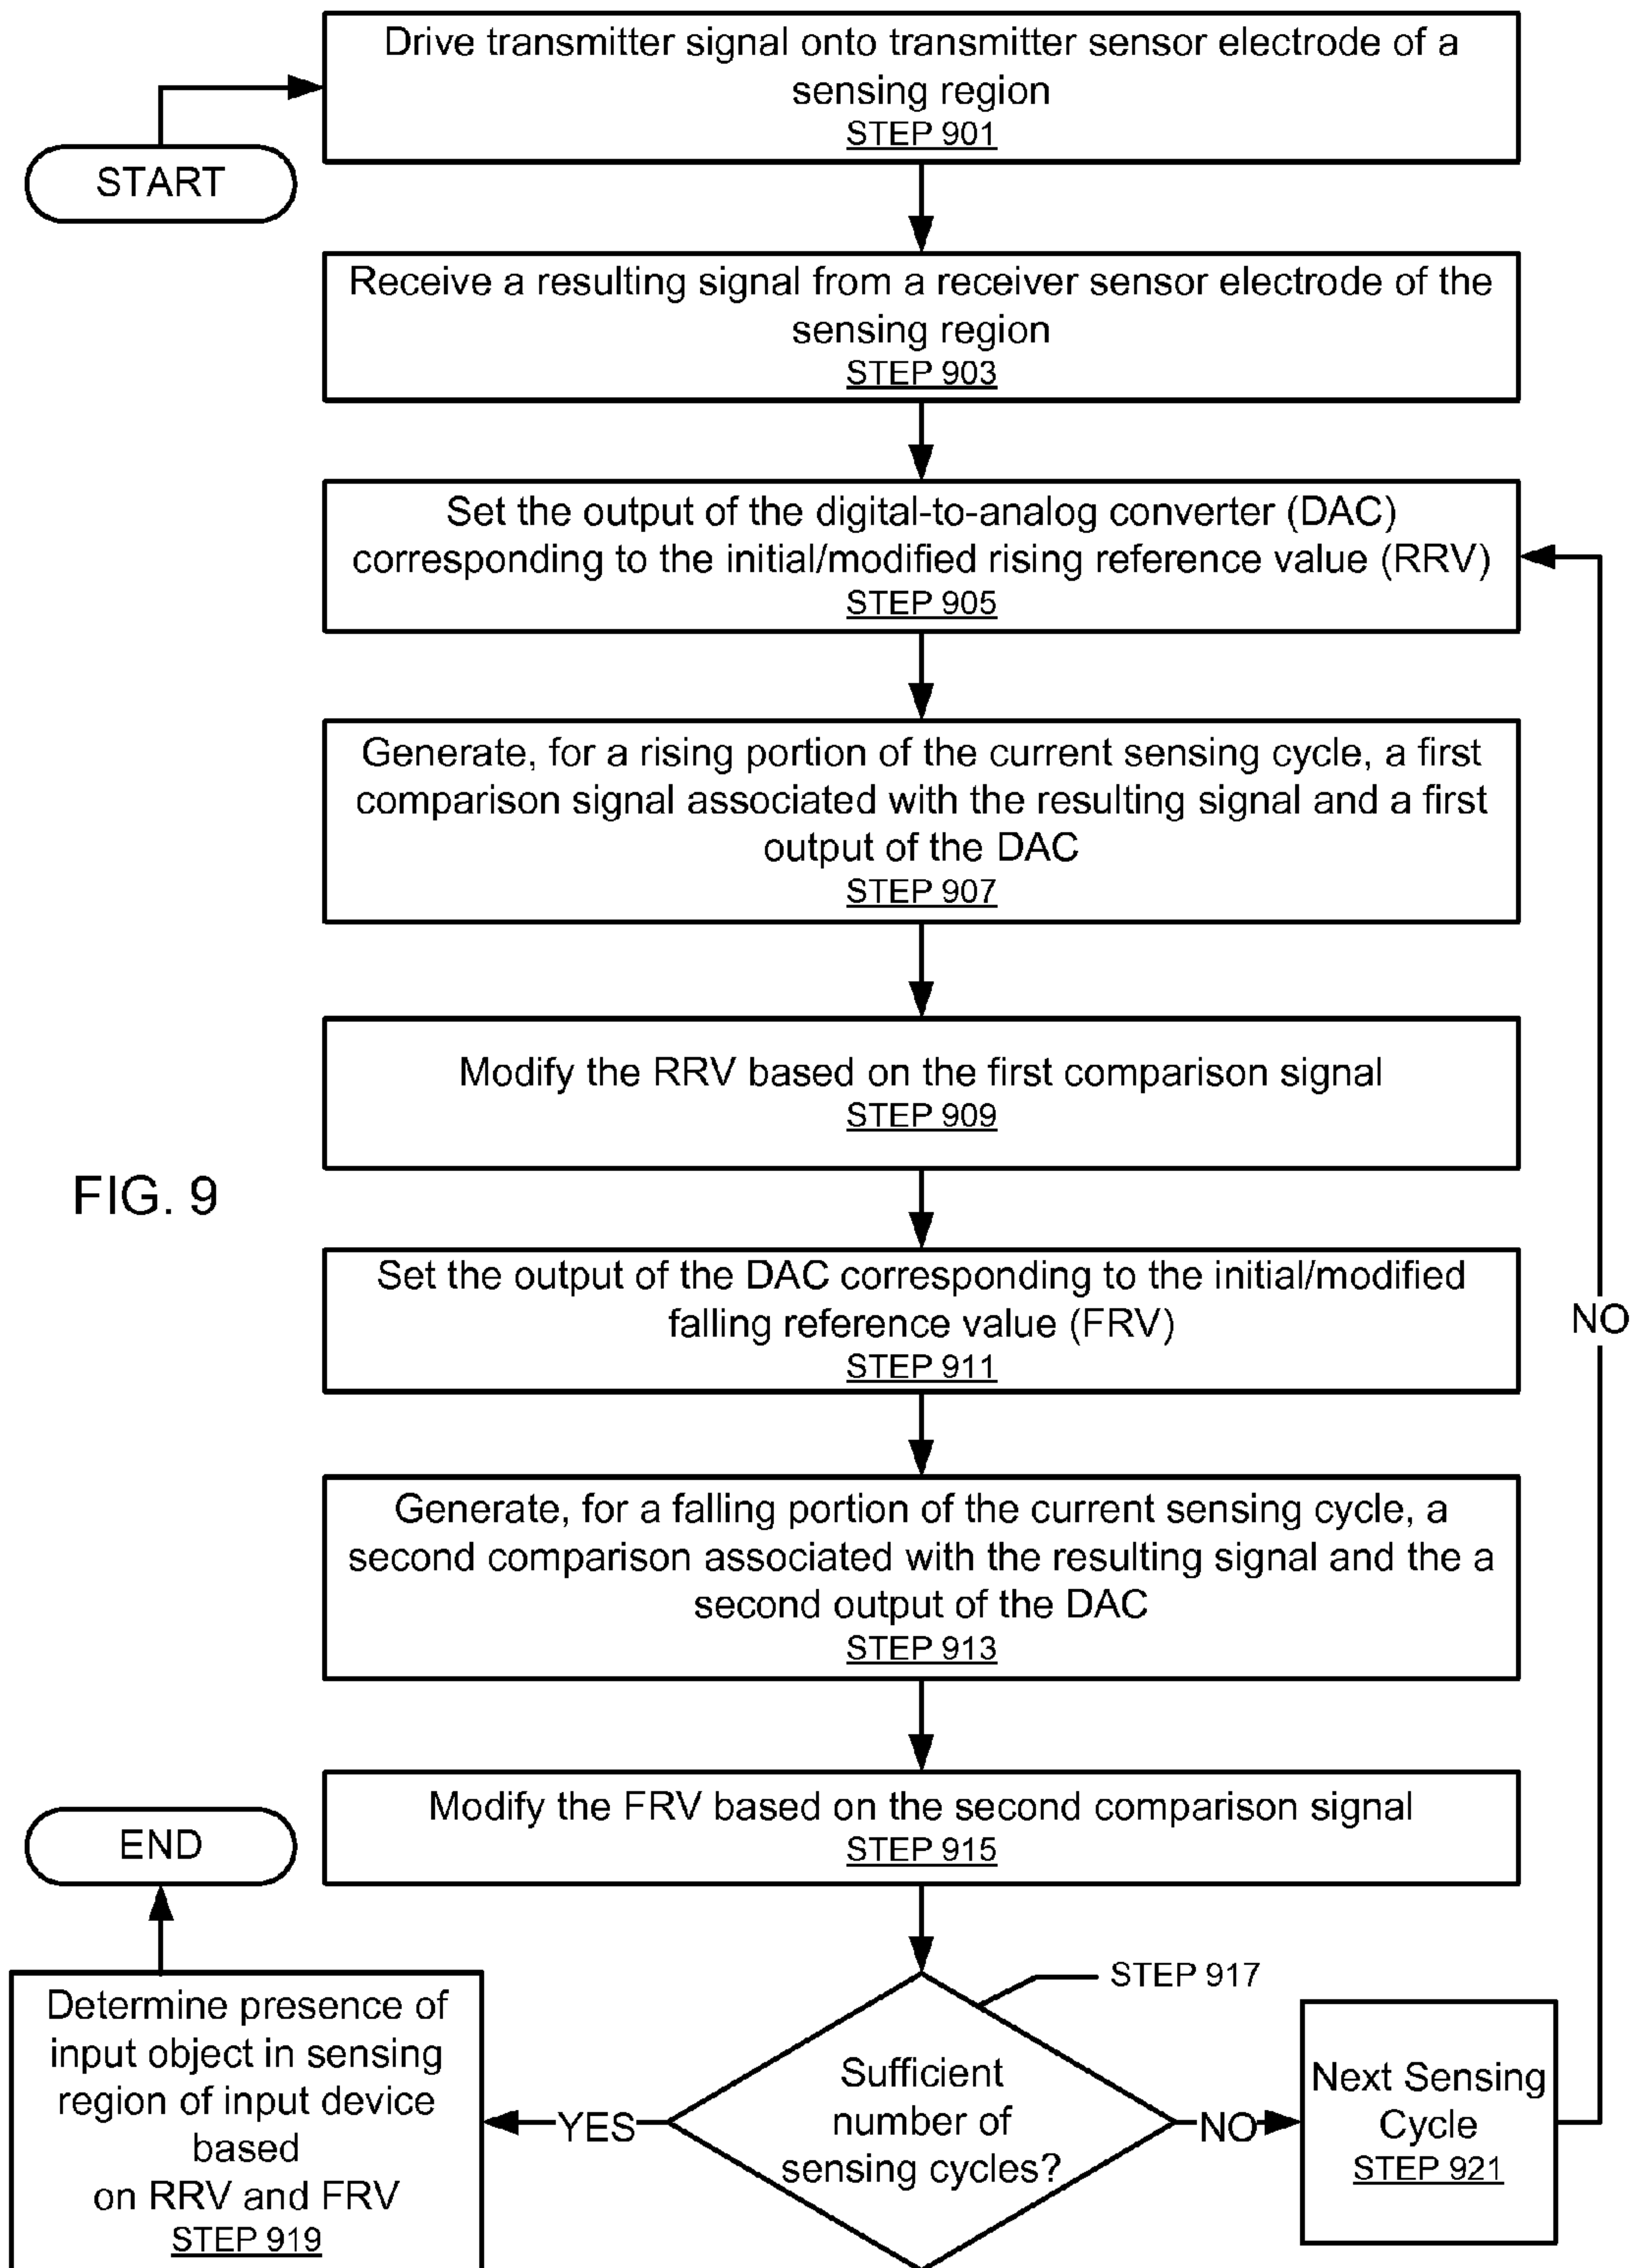 Drive transmitter signal onto transmitter sensor electrode of a
sensing region
STEP 901
START
Receive a resulting signal from a receiver sensor electrode of the
sensing region
STEP 903
Set the output of the digital-to-analog converter (DAC)
corresponding to the initial/modified rising reference value (RRV)
STEP 905
Generate, for a rising portion of the current sensing cycle, a first
comparison signal associated with the resulting signal and a first
output of the DAC
STEP 907
Modify the RRV based on the first comparison signal
STEP 909
FIG. 9
Set the output of the DAC corresponding to the initial/modified
falling reference value (FRV)
STEP 911
NO
Generate, for a falling portion of the current sensing cycle, a
second comparison associated with the resulting signal and the a
second output of the DAC
STEP 913
Modify the FRV based on the second comparison signal
STEP 915
END
STEP 917
Sufficient
number of
sensing cycles?
YES
NO
Determine presence of
input object in sensing
region of input device
based
on RRV and FRV
STEP 919
Next Sensing
Cycle
STEP 921